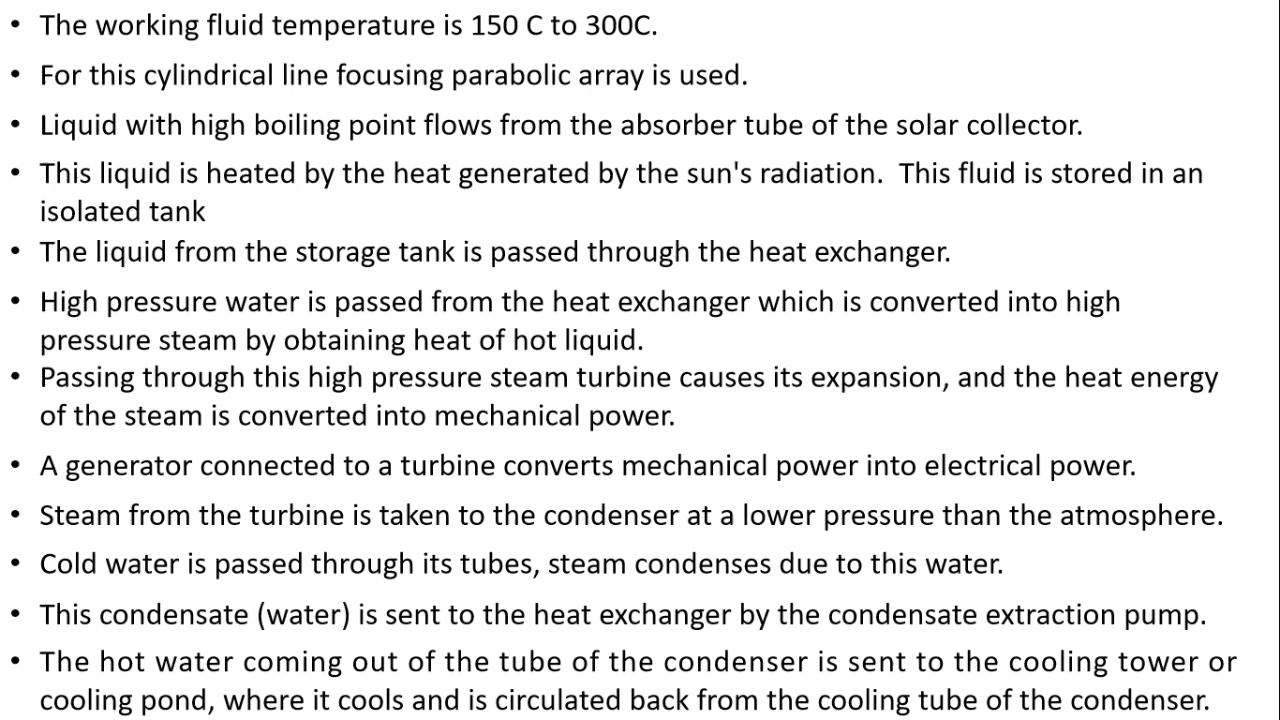 • The working fluid temperature is 150 C to 300C.
• For this cylindrical line focusing parabolic array is used.
• Liquid with high boiling point flows from the absorber tube of the solar collector.
• This liquid is heated by the heat generated by the sun's radiation.  This fluid is stored in an
isolated tank
• The liquid from the storage tank is passed through the heat exchanger.
• High pressure water is passed from the heat exchanger which is converted into high
pressure steam by obtaining heat of hot liquid.
• Passing through this high pressure steam turbine causes its expansion, and the heat energy
of the steam is converted into mechanical power.
• A generator connected to a turbine converts mechanical power into electrical power.
• Steam from the turbine is taken to the condenser at a lower pressure than the atmosphere.
• Cold water is passed through its tubes, steam condenses due to this water.
• This condensate (water) is sent to the heat exchanger by the condensate extraction pump.
• The hot water coming out of the tube of the condenser is sent to the cooling tower or
cooling pond, where it cools and is circulated back from the cooling tube of the condenser.